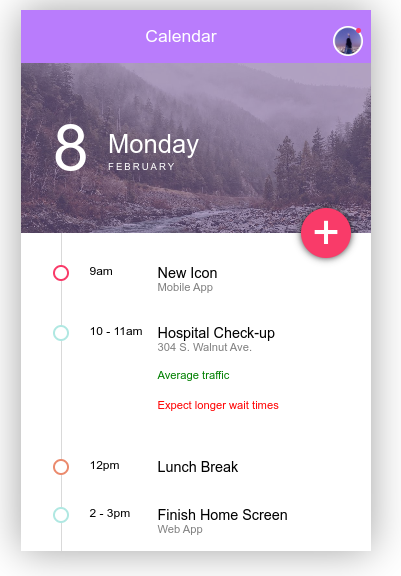 Calendar
8
Monday
FEBRUARY
9am
New Icon
Mobile App
10 - 11am
Hospital Check-up
304 S. Walnut Ave.
Average traffic
Expect longer wait times
12pm
Lunch Break
2 - 3pm
Finish Home Screen
Web App